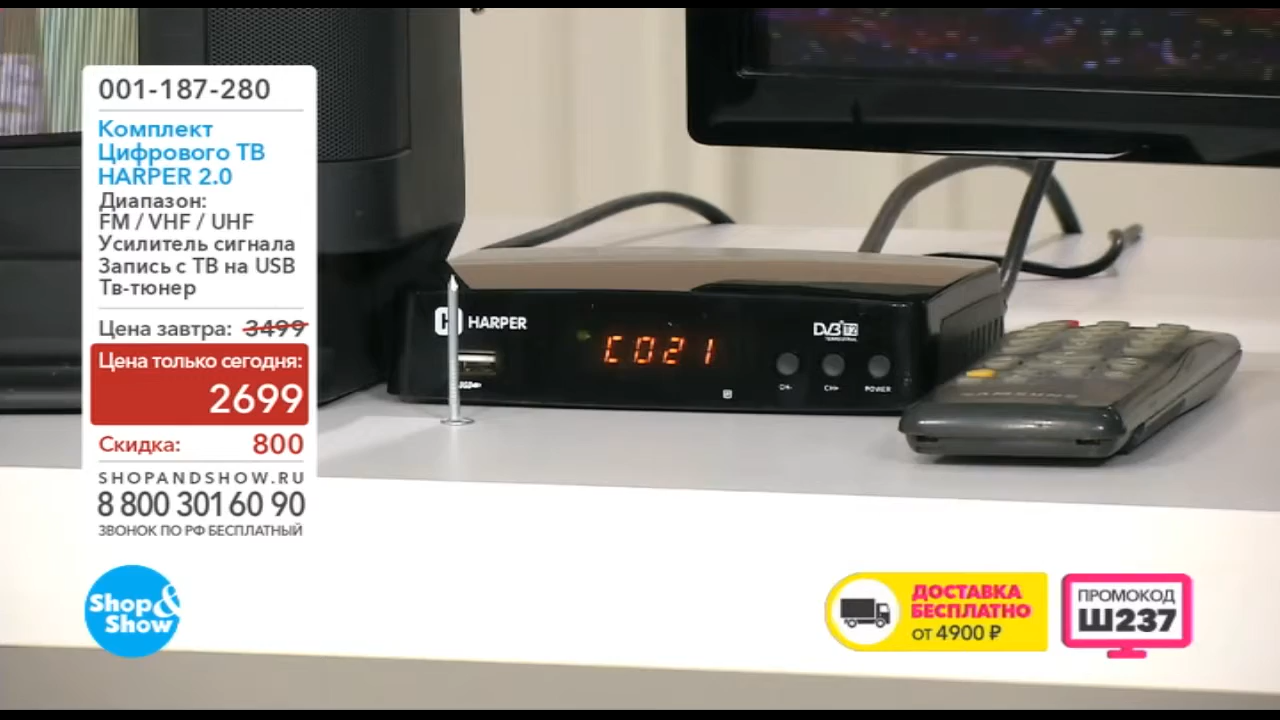 001-187-280
Комплект
Цифрового ТВ
HARPER 2.0
Диапазон:
FM / VHF / UHF
Усилитель сигнала
Запись с ТВ на USB
Тв-тюнер
Цена завтра: 3499
Цена только сегодня:
2699
Скидка: 800
SHOPANDSHOW.RU
8 800 301 60 90
ЗВОНОК ПО РФ БЕСПЛАТНЫЙ
Shop&
Show
HARPER
C021
DVB T2
TERRESTRIAL
CH-
CH+
POWER
SAMSUNG
ДОСТАВКА
БЕСПЛАТНО
ОТ 4900 ₽
ПРОМОКОД
Ш237